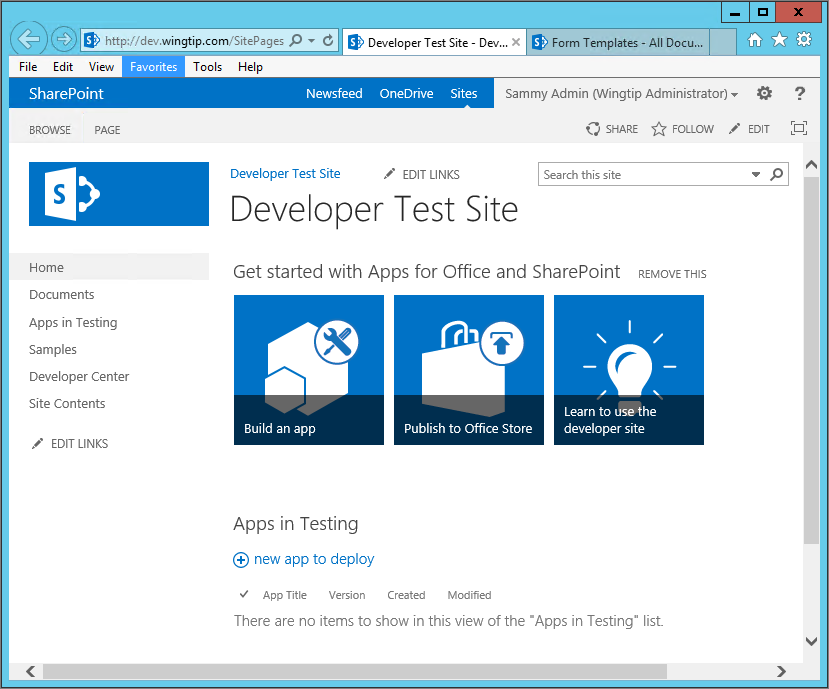 http://dev.wingtip.com/SitePages
Developer Test Site - Dev...
Form Templates - All Docu...
File Edit View Favorites Tools Help
SharePoint
Newsfeed OneDrive Sites
Sammy Admin (Wingtip Administrator)
?
BROWSE PAGE
SHARE FOLLOW EDIT
S
Developer Test Site
EDIT LINKS
Search this site
Developer Test Site
Home
Documents
Apps in Testing
Samples
Developer Center
Site Contents
EDIT LINKS
Get started with Apps for Office and SharePoint REMOVE THIS
Build an app
Publish to Office Store
Learn to use the
developer site
Apps in Testing
new app to deploy
App Title Version Created Modified
There are no items to show in this view of the "Apps in Testing" list.